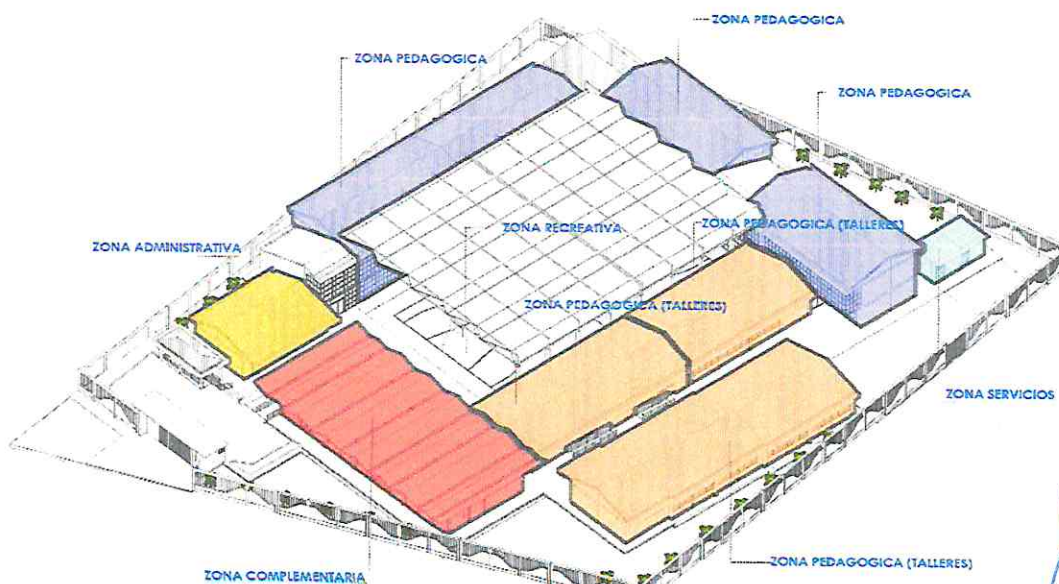 ZONA PEDAGOGICA
ZONA PEDAGOGICA
ZONA PEDAGOGICA
ZONA RECREATIVA
ZONA PEDAGOGICA (TALLERES)
ZONA ADMINISTRATIVA
ZONA PEDAGOGICA (TALLERES)
ZONA SERVICIOS
ZONA PEDAGOGICA (TALLERES)
ZONA COMPLEMENTARIA